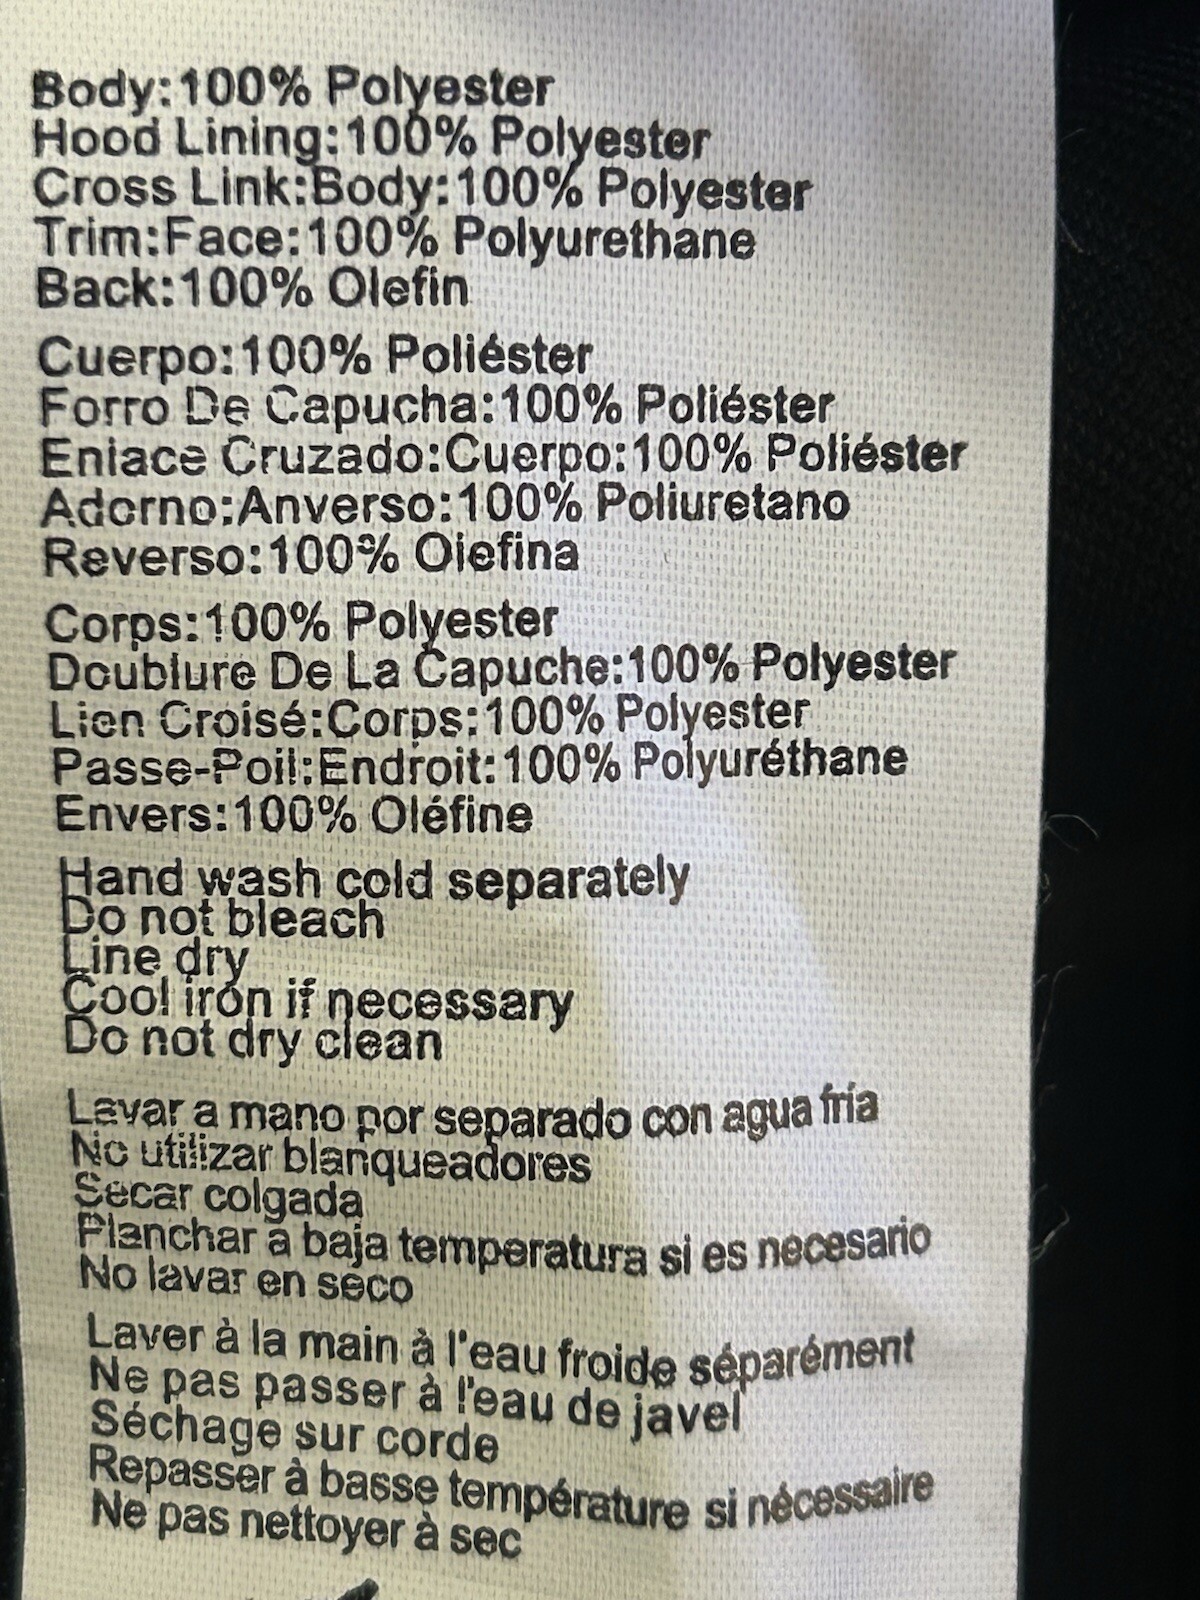 Body:100% Polyester
Hood Lining:100% Polyester
Cross Link:Body:100% Polyester
Trim:Face:100% Polyurethane
Back:100% Olefin
Cuerpo:100% Poliéster
Forro De Capucha:100% Poliéster
Enlace Cruzado:Cuerpo:100% Poliéster
Adorno:Anverso:100% Poliuretano
Reverso:100% Olefina
Corps:100% Polyester
Doublure De La Capuche:100% Polyester
Lien Croisé:Corps:100% Polyester
Passe-Poil:Endroit:100% Polyuréthane
Envers:100% Oléfine
Hand wash cold separately
Do not bleach
Line dry
Cool iron if necessary
Do not dry clean
Lavar a mano por separado con agua fría
No utilizar blanqueadores
Secar colgada
Planchar a baja temperatura si es necesario
No lavar en seco
Laver à la main à l'eau froide séparément
Ne pas passer à l'eau de javel
Séchage sur corde
Repasser à basse température si nécessaire
Ne pas nettoyer à sec